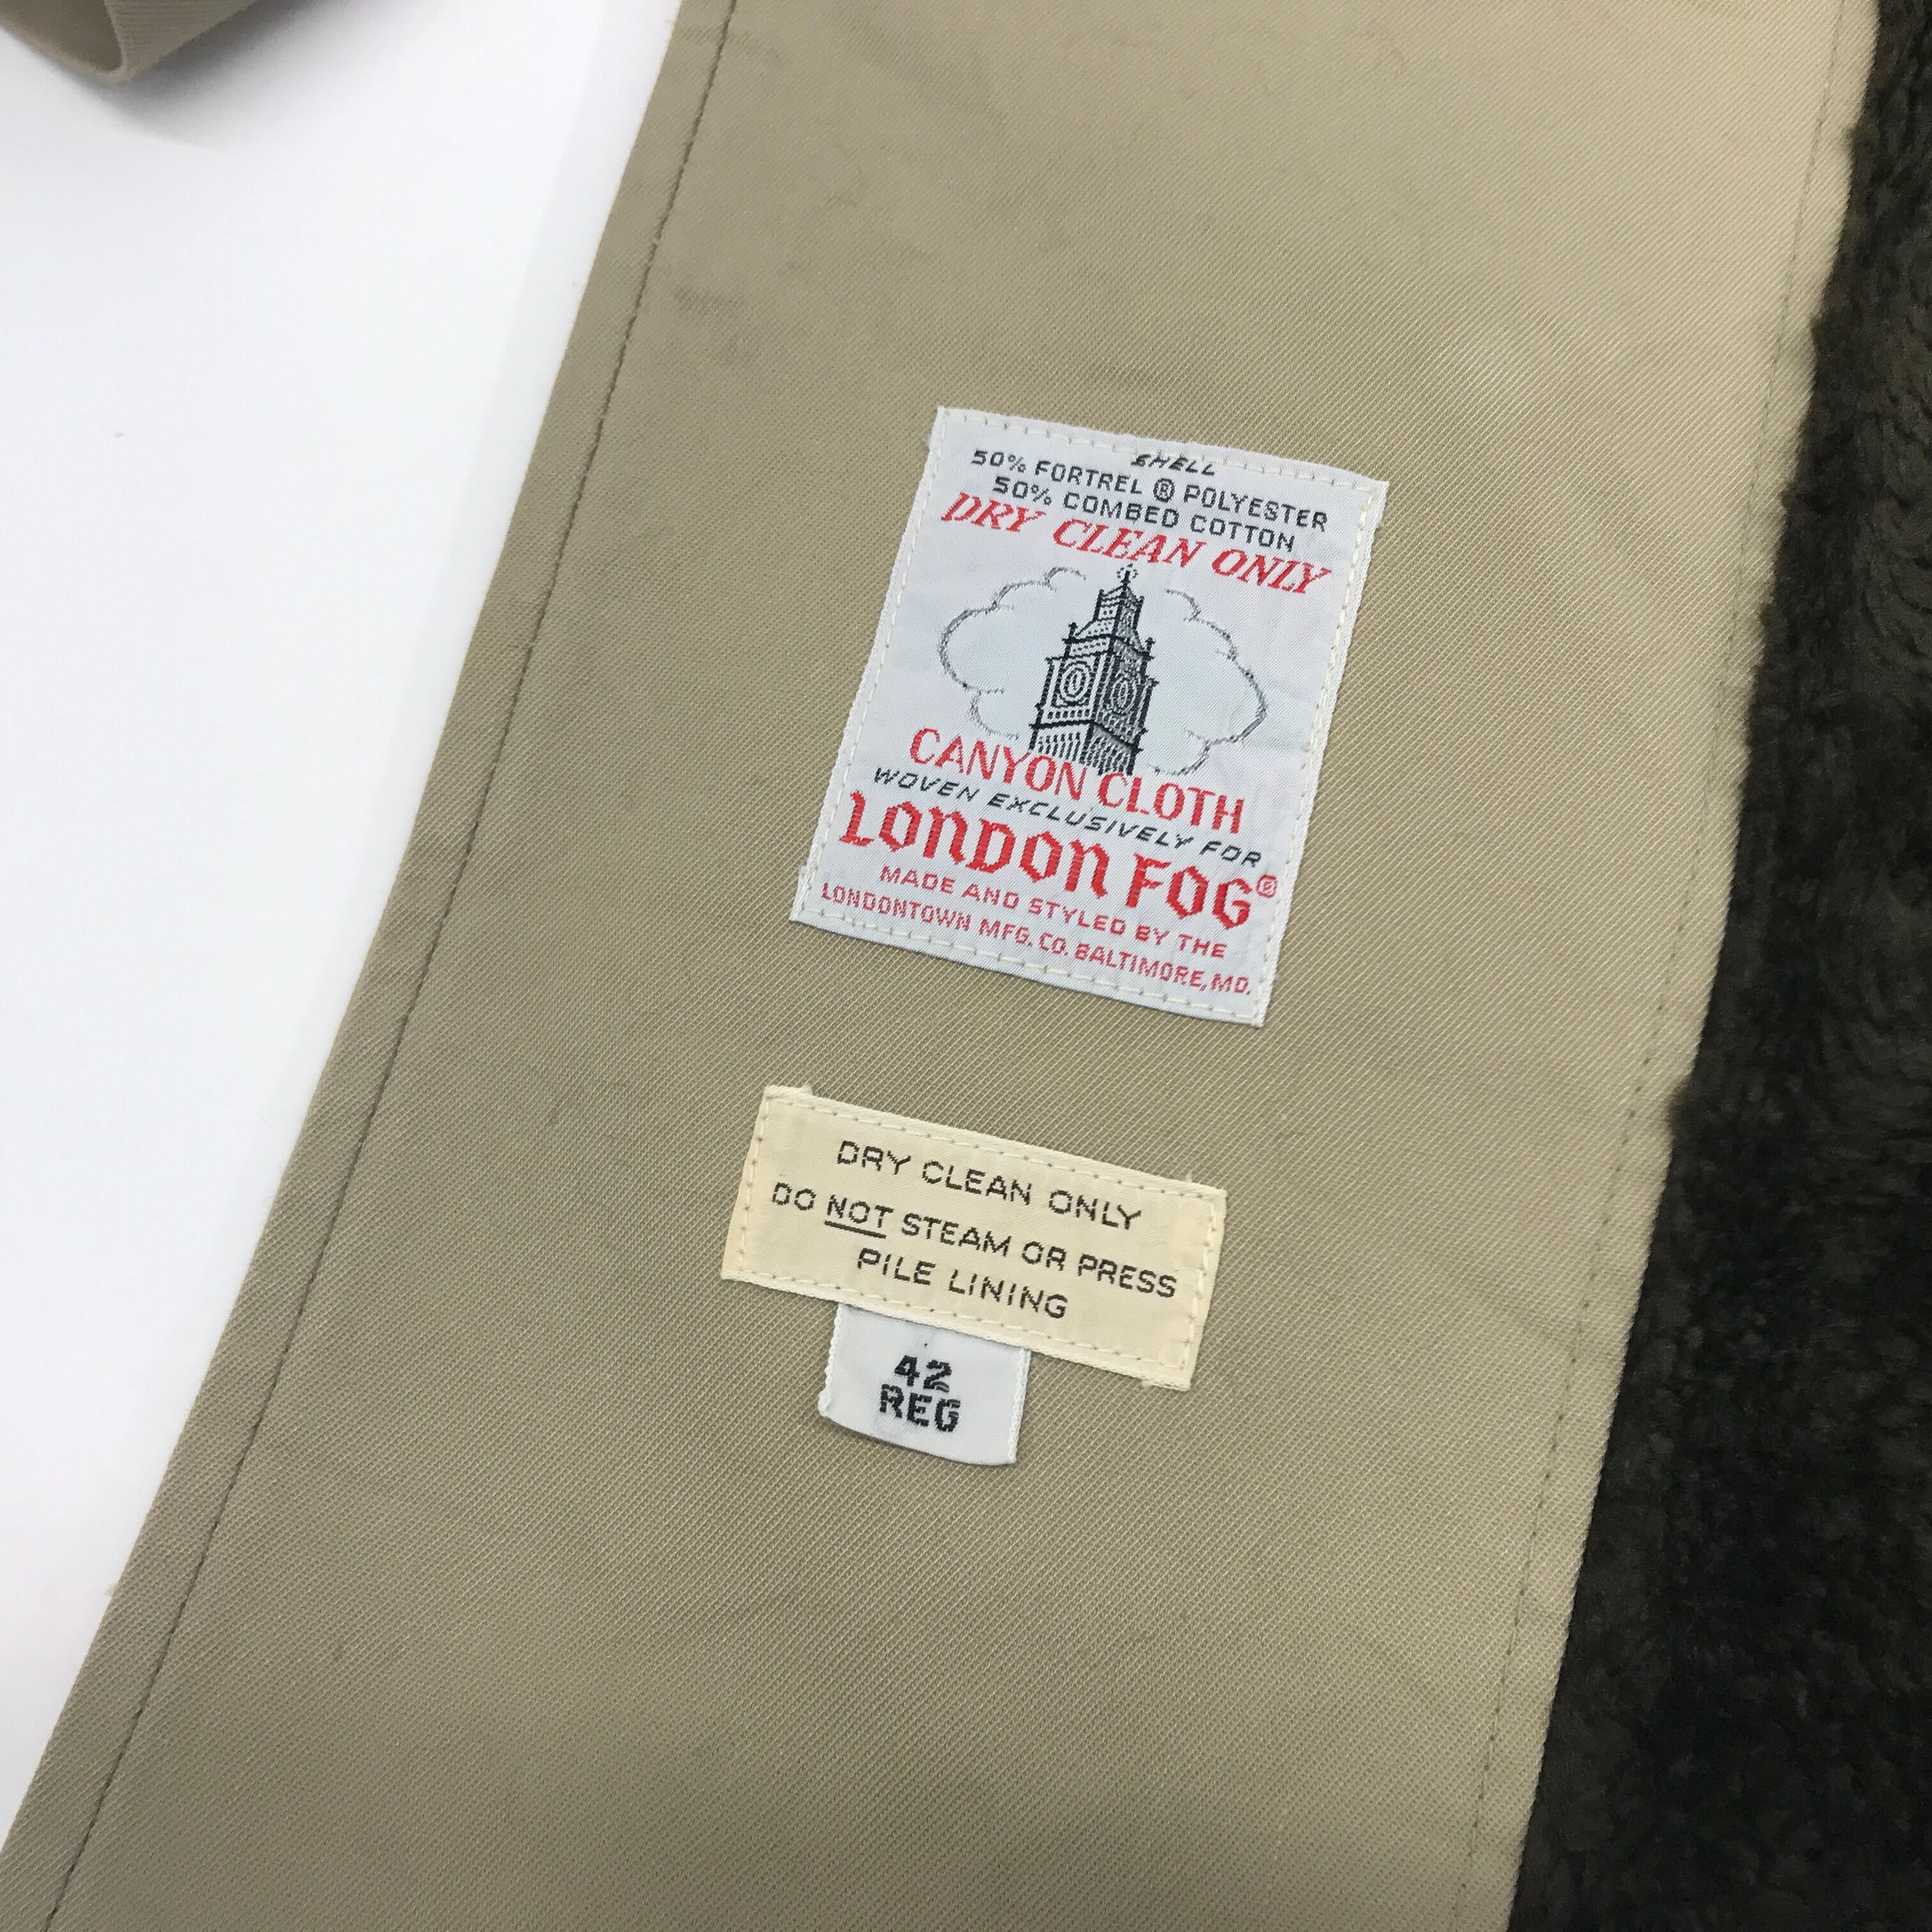 SHELL
50% FORTREL ® POLYESTER
50% COMBED COTTON
DRY CLEAN ONLY
CANYON CLOTH
WOVEN EXCLUSIVELY FOR
LONDON FOG®
MADE AND STYLED BY THE
LONDONTOWN MFG. CO. BALTIMORE, MD.
DRY CLEAN ONLY
DO NOT STEAM OR PRESS
PILE LINING
42
REG